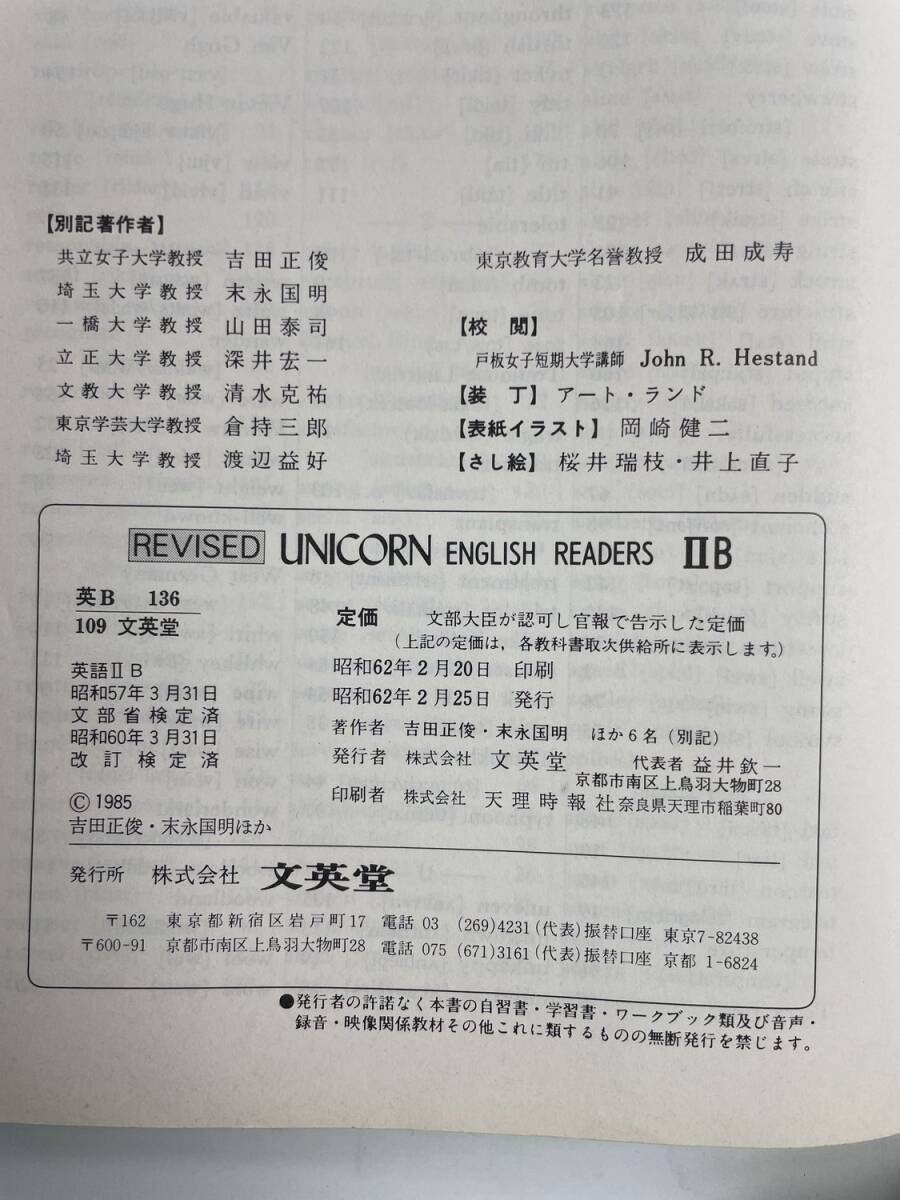 【別記著作者】
共立女子大学教授 吉田正俊
埼玉大学教授 末永国明
一橋大学教授 山田泰司
立正大学教授 深井宏一
文教大学教授 清水克祐
東京学芸大学教授 倉持三郎
埼玉大学教授 渡辺益好
東京教育大学名誉教授 成田成寿
【校閲】
戸板女子短期大学講師 John R. Hestand
【装丁】アート・ランド
【表紙イラスト】岡崎健二
【さし絵】桜井瑞枝・井上直子
REVISED UNICORN ENGLISH READERS ⅡB
英B 136
109 文英堂
英語ⅡB
昭和57年3月31日
文部省検定済
昭和60年3月31日
改訂検定済
©1985
吉田正俊・末永国明ほか
定価 文部大臣が認可し官報で告示した定価
(上記の定価は，各教科書取次供給所に表示します。)
昭和62年2月20日 印刷
昭和62年2月25日 発行
著作者 吉田正俊・末永国明 ほか6名（別記）
発行者 株式会社 文英堂 代表者 益井欽一
京都市南区上鳥羽大物町28
印刷者 株式会社 天理時報社 奈良県天理市稲葉町80
発行所 株式会社 文英堂
〒162 東京都新宿区岩戸町17 電話 03 (269)4231(代表)振替口座 東京7-82438
〒600-91 京都市南区上鳥羽大物町28 電話 075 (671)3161(代表)振替口座 京都 1-6824
●発行者の許諾なく本書の自習書・学習書・ワークブック類及び音声・
録音・映像関係教材その他これに類するものの無断発行を禁じます。